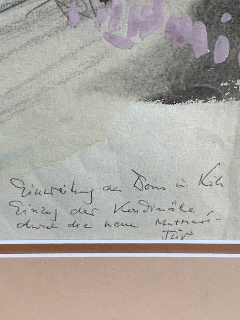 Einweihung des Doms in Köln
Einzug der Kardinäle
durch die neue
Tür